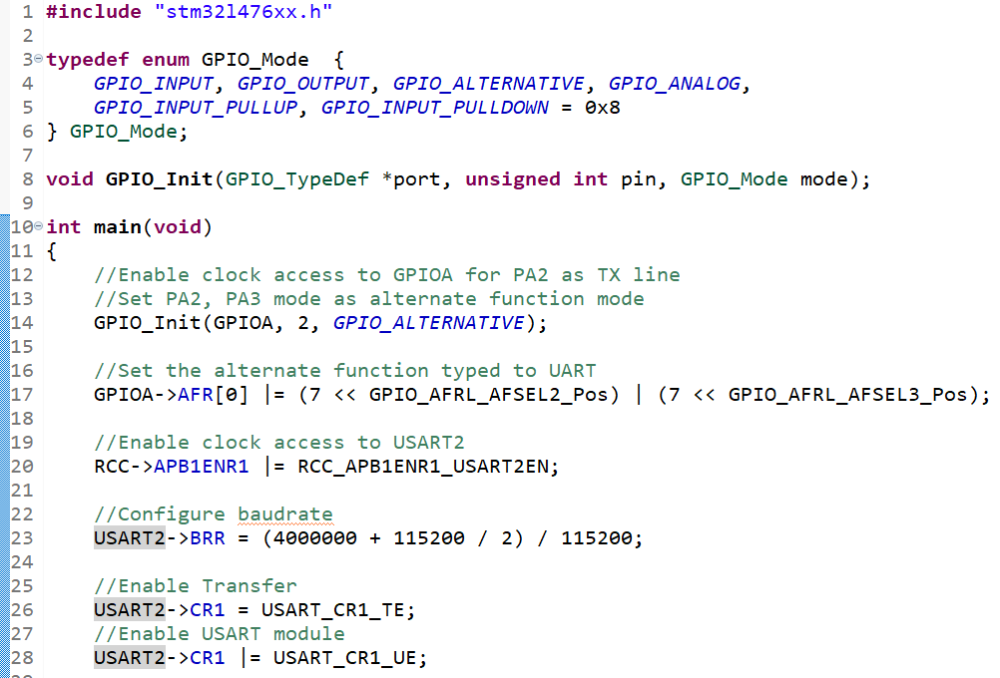 1 #include "stm32l476xx.h"
2
3 typedef enum GPIO_Mode  {
4     GPIO_INPUT, GPIO_OUTPUT, GPIO_ALTERNATIVE, GPIO_ANALOG,
5     GPIO_INPUT_PULLUP, GPIO_INPUT_PULLDOWN = 0x8
6 } GPIO_Mode;
7
8 void GPIO_Init(GPIO_TypeDef *port, unsigned int pin, GPIO_Mode mode);
9
10 int main(void)
11 {
12     //Enable clock access to GPIOA for PA2 as TX line
13     //Set PA2, PA3 mode as alternate function mode
14     GPIO_Init(GPIOA, 2, GPIO_ALTERNATIVE);
15
16     //Set the alternate function typed to UART
17     GPIOA->AFR[0] |= (7 << GPIO_AFRL_AFSEL2_Pos) | (7 << GPIO_AFRL_AFSEL3_Pos);
18
19     //Enable clock access to USART2
20     RCC->APB1ENR1 |= RCC_APB1ENR1_USART2EN;
21
22     //Configure baudrate
23     USART2->BRR = (4000000 + 115200 / 2) / 115200;
24
25     //Enable Transfer
26     USART2->CR1 = USART_CR1_TE;
27     //Enable USART module
28     USART2->CR1 |= USART_CR1_UE;